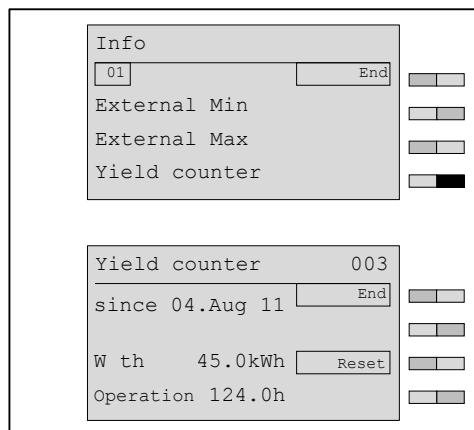 Info
01 End
External Min
External Max
Yield counter
Yield counter 003
since 04.Aug 11 End
W th 45.0kWh Reset
Operation 124.0h